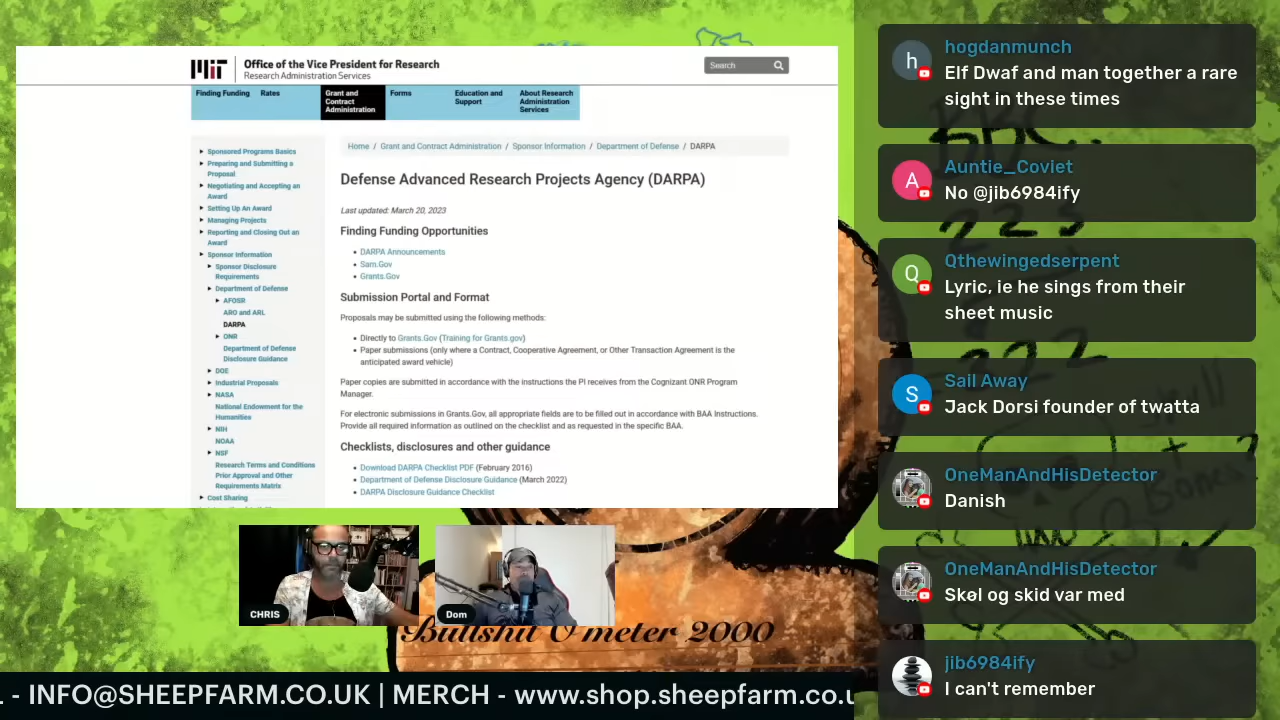 MIT
Office of the Vice President for Research
Research Administration Services
Search
Finding Funding
Rates
Grant and Contract Administration
Forms
Education and Support
About Research Administration Services
Sponsored Programs Basics
Preparing and Submitting a
Proposal
Negotiating and Accepting an
Award
Setting Up An Award
Managing Projects
Reporting and Closing Out an
Award
Sponsor Information
Sponsor Disclosure
Requirements
Department of Defense
AFOSR
ARO and ARL
DARPA
ONR
Department of Defense
Disclosure Guidance
DOE
Industrial Proposals
NASA
National Endowment for the
Humanities
NIH
NOAA
NSF
Research Terms and Conditions
Prior Approval and Other
Requirements Matrix
Cost Sharing
Home / Grant and Contract Administration / Sponsor Information / Department of Defense / DARPA
Defense Advanced Research Projects Agency (DARPA)
Last updated: March 20, 2023
Finding Funding Opportunities
DARPA Announcements
Sam.Gov
Grants.Gov
Submission Portal and Format
Proposals may be submitted using the following methods:
Directly to Grants.Gov (Training for Grants.gov)
Paper submissions (only where a Contract, Cooperative Agreement, or Other Transaction Agreement is the
anticipated award vehicle)
Paper copies are submitted in accordance with the instructions the PI receives from the Cognizant ONR Program
Manager.
For electronic submissions in Grants.Gov, all appropriate fields are to be filled out in accordance with BAA Instructions.
Provide all required information as outlined on the checklist and as requested in the specific BAA.
Checklists, disclosures and other guidance
Download DARPA Checklist PDF (February 2016)
Department of Defense Disclosure Guidance (March 2022)
DARPA Disclosure Guidance Checklist
CHRIS
Dom
Bullshit O meter 2000
- INFO@SHEEPFARM.CO.UK | MERCH - www.shop.sheepfarm.co.u
hogdanmunch
Elf horse and man together a rare
sight in these times
Auntie_Coviet
No @jib6984ify
Othewingedserpent
Lyric, ie he sings from their
sheet music
Sail Away
Tom Del fundering twatta
OneManAndHisDetector
Danish
OneManAndHisDetector
Skøl og skid var med
jib6984ify
I can't remember